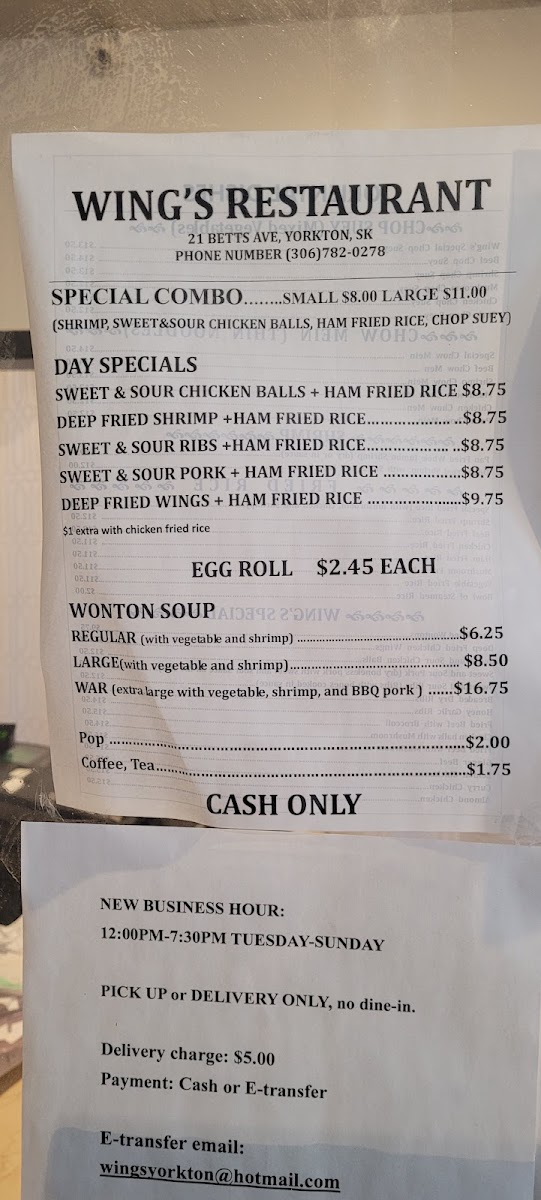 WING'S RESTAURANT
21 BETTS AVE, YORKTON, SK
PHONE NUMBER (306)782-0278
SPECIAL COMBO........SMALL $8.00 LARGE $11.00
(SHRIMP, SWEET&SOUR CHICKEN BALLS, HAM FRIED RICE, CHOP SUEY)
DAY SPECIALS
SWEET & SOUR CHICKEN BALLS + HAM FRIED RICE $8.75
DEEP FRIED SHRIMP +HAM FRIED RICE.................. ..$8.75
SWEET & SOUR RIBS +HAM FRIED RICE.................. . $8.75
SWEET & SOUR PORK + HAM FRIED RICE ...................$8.75
DEEP FRIED WINGS + HAM FRIED RICE ......................$9.75
$1 extra with chicken fried rice
EGG ROLL $2.45 EACH
WONTON SOUP
REGULAR (with vegetable and shrimp) ........................................$6.25
LARGE(with vegetable and shrimp)......................................... $8.50
WAR (extra large with vegetable, shrimp, and BBQ pork ) ......$16.75
Pop ...............................................................................$2.00
Coffee, Tea.....................................................................$1.75
CASH ONLY
NEW BUSINESS HOUR:
12:00PM-7:30PM TUESDAY-SUNDAY
PICK UP or DELIVERY ONLY, no dine-in.
Delivery charge: $5.00
Payment: Cash or E-transfer
E-transfer email:
wingsyorkton@hotmail.com